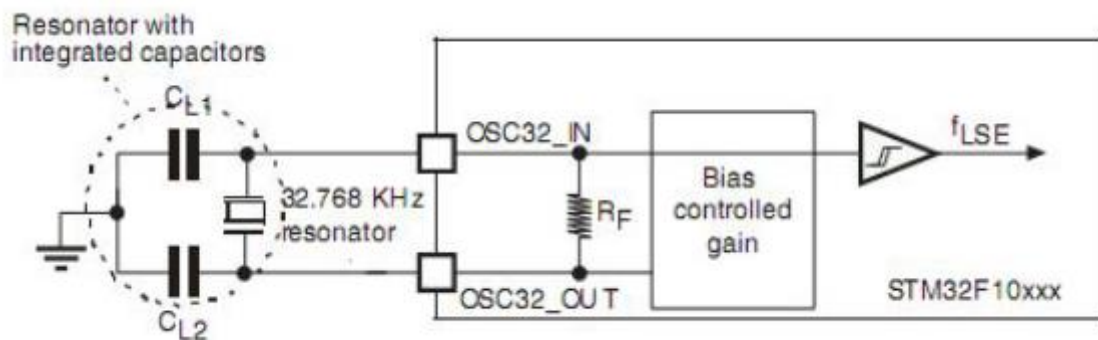 Resonator with
integrated capacitors
CL1
OSC32_IN
fLSE
32.768 KHz
resonator
RF
Bias
controlled
gain
STM32F10xxx
OSC32_OUT
CL2